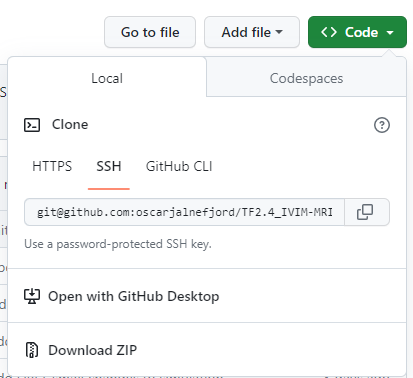 Go to file Add file <> Code
Local Codespaces
Clone
HTTPS SSH GitHub CLI
git@github.com:oscarjalnefjord/TF2.4_IVIM-MRI
Use a password-protected SSH key.
Open with GitHub Desktop
Download ZIP